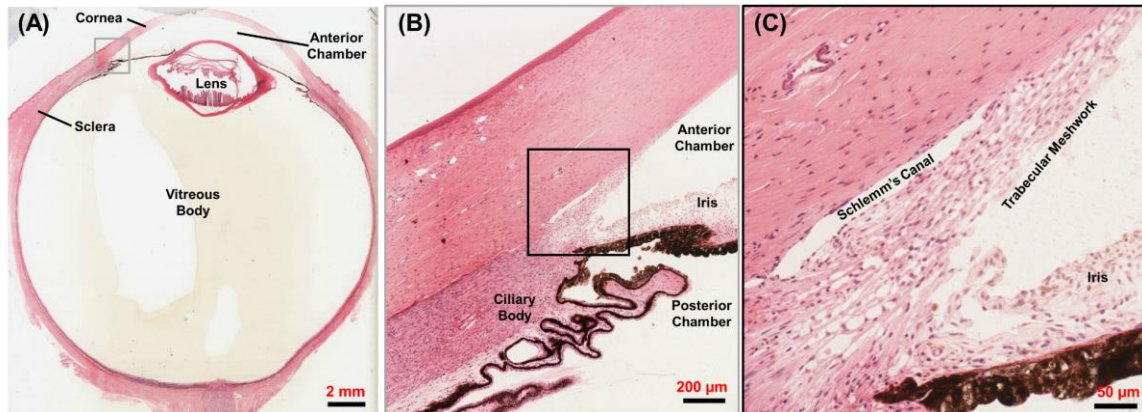 (A)
Cornea
Anterior
Chamber
Lens
Sclera
Vitreous
Body
2 mm
(B)
Anterior
Chamber
Iris
Ciliary
Body
Posterior
Chamber
200 µm
(C)
Schlemm's Canal
Trabecular Meshwork
Iris
50 µm